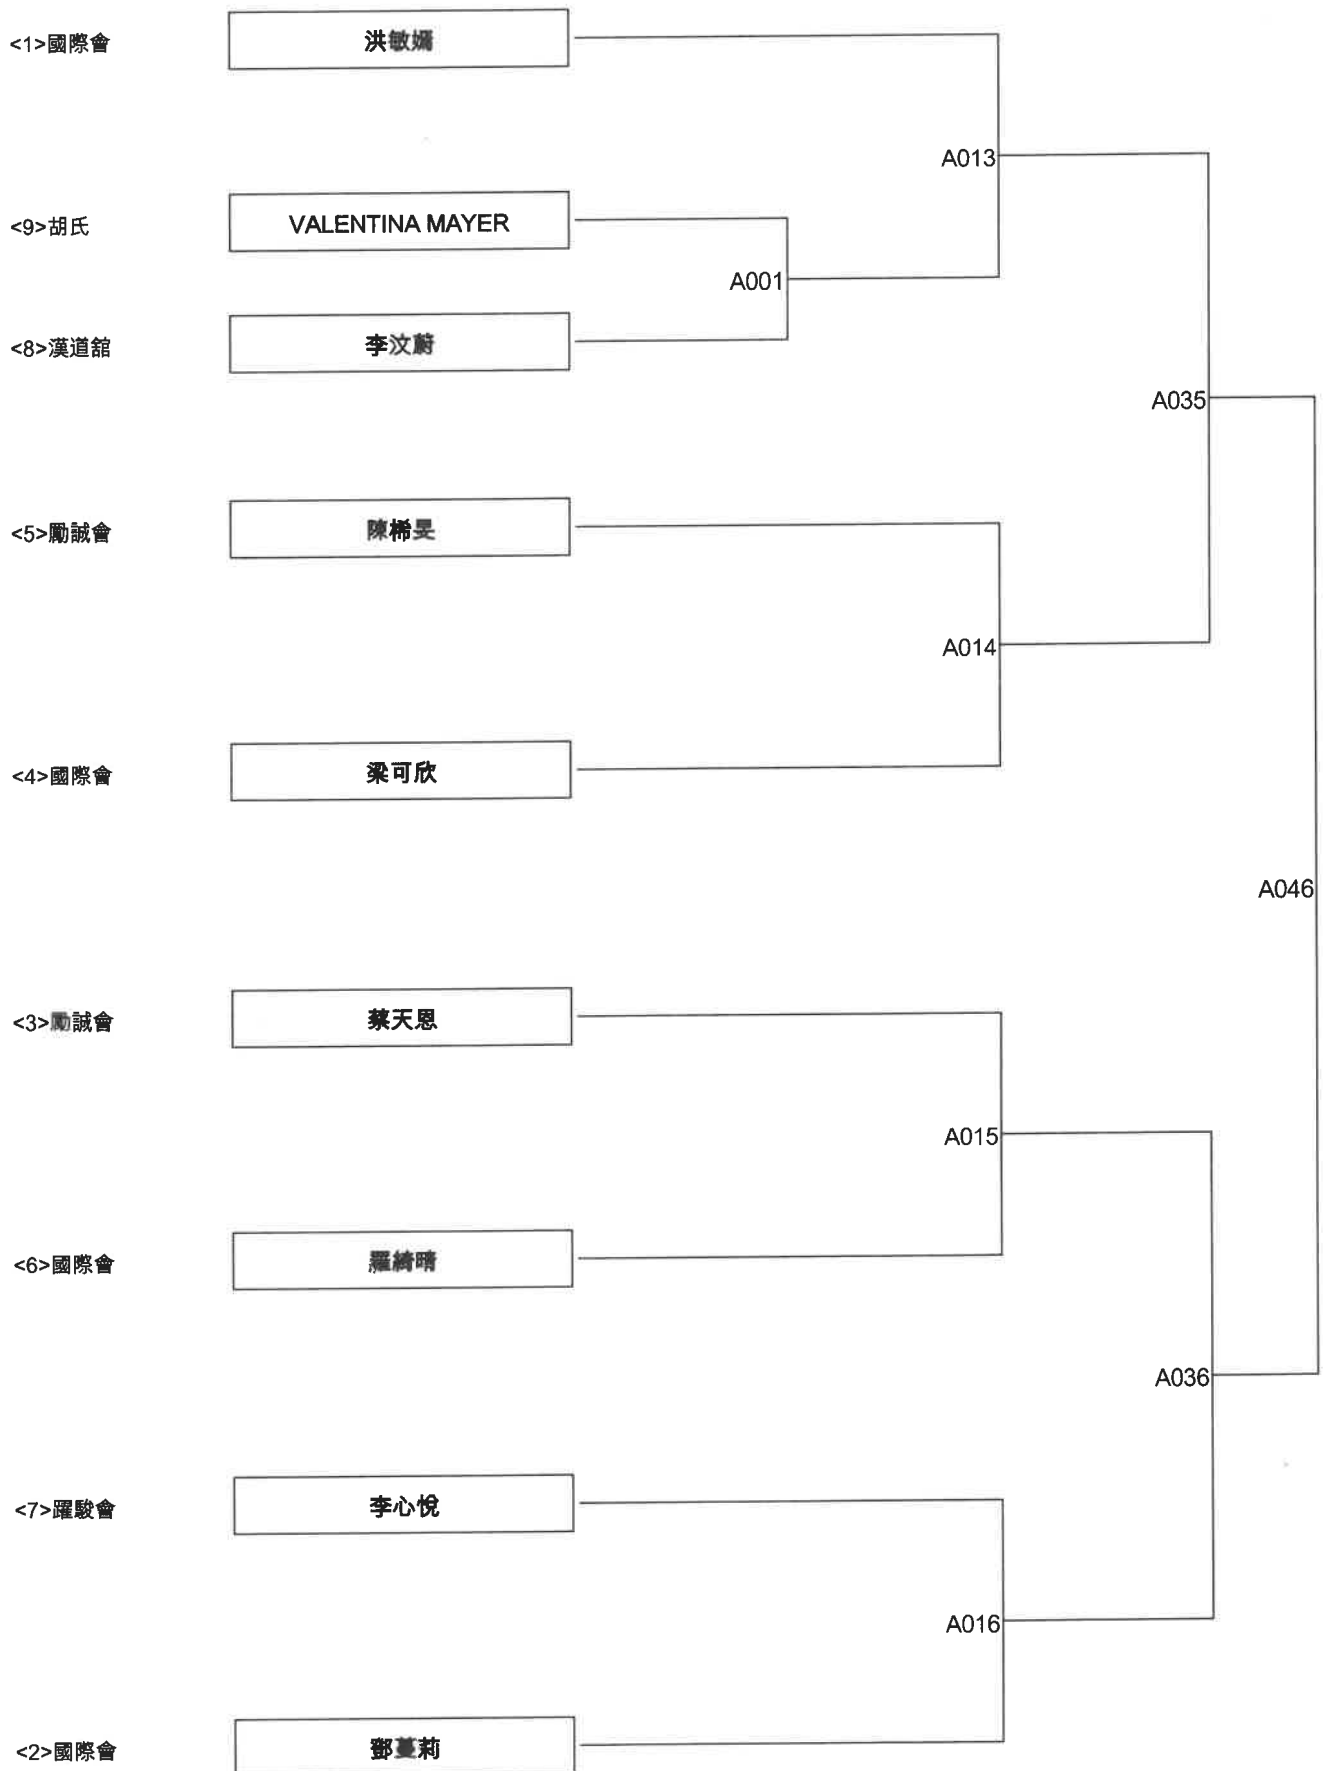 <1>國際會
洪敏嫣
A013
<9>胡氏
VALENTINA MAYER
A001
<8>漢道舘
李汶蔚
A035
<5>勵誠會
陳桸旻
A014
<4>國際會
梁可欣
A046
<3>勵誠會
蔡天恩
A015
<6>國際會
羅綺晴
A036
<7>躍駿會
李心悅
A016
<2>國際會
鄧蔓莉